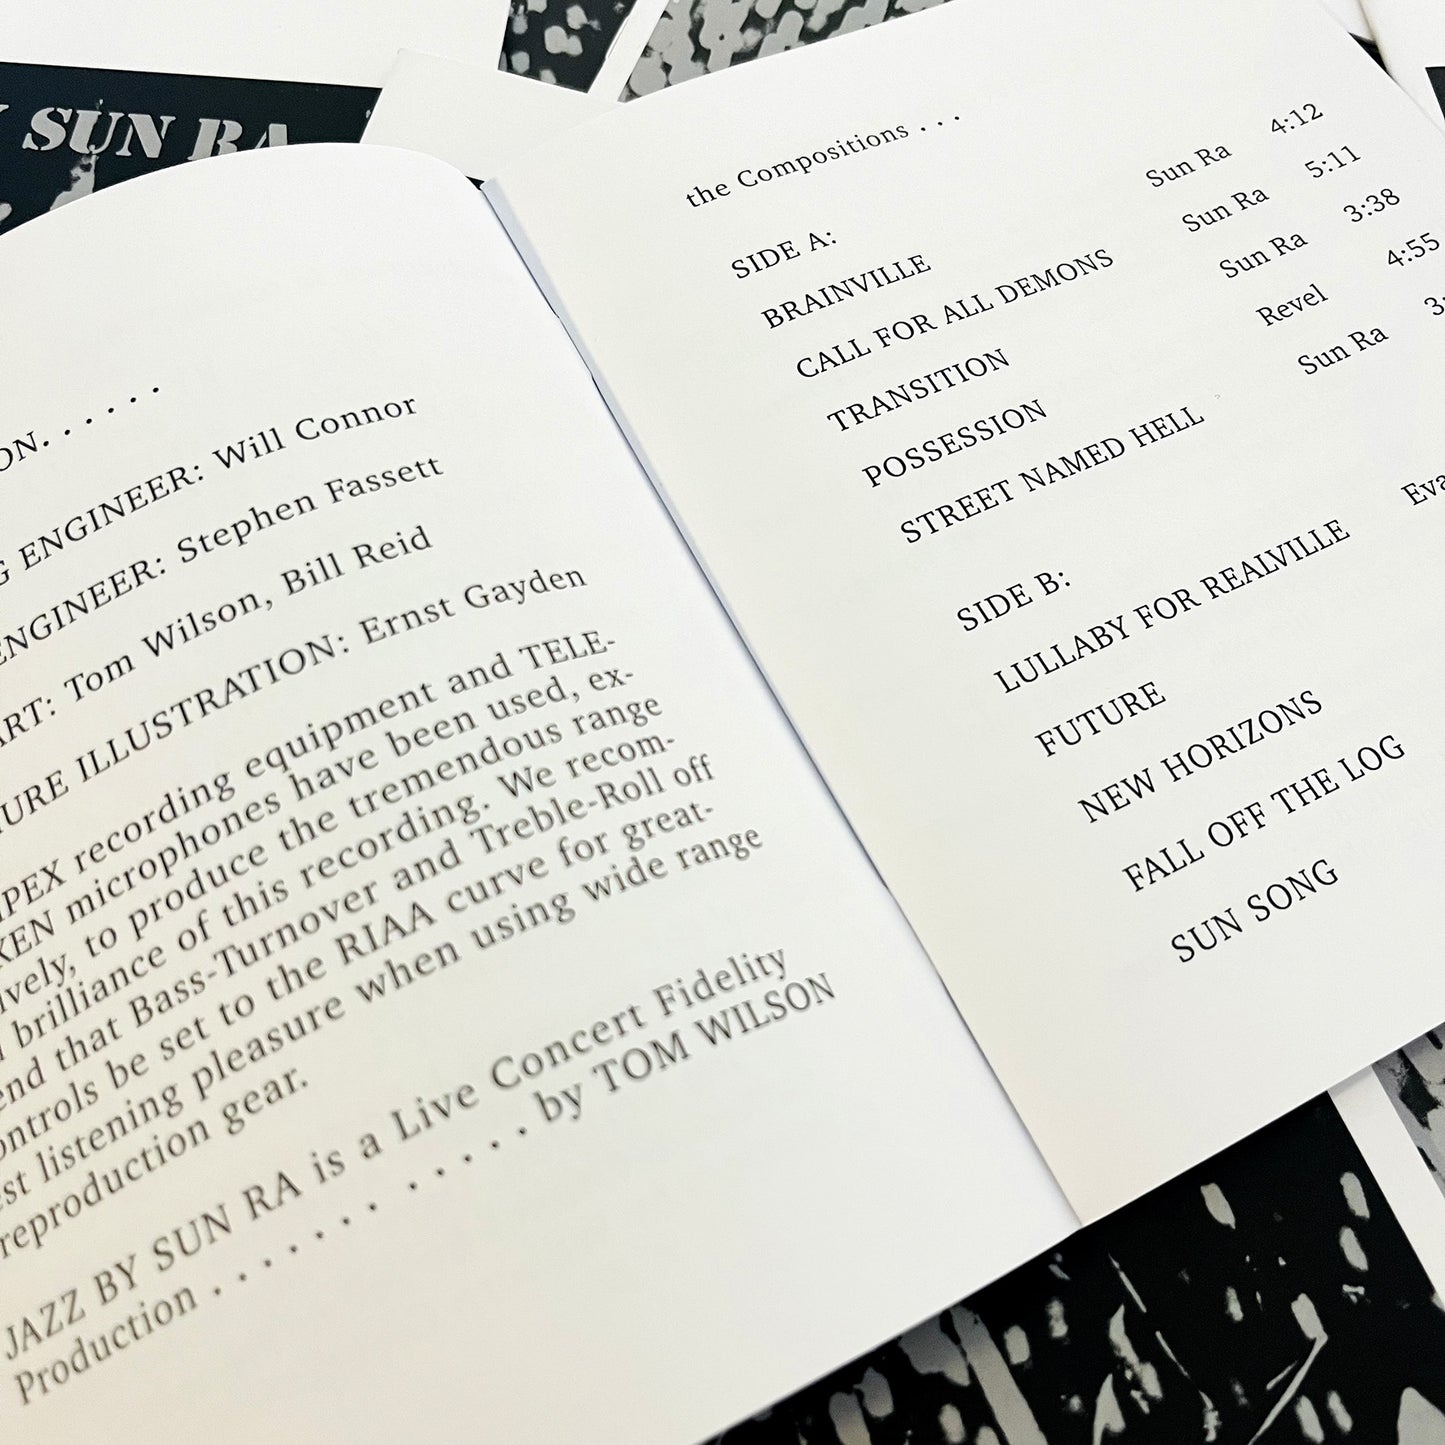 SUN RA
ON. . . . . .
G ENGINEER: Will Connor
ENGINEER: Stephen Fassett
ART: Tom Wilson, Bill Reid
URE ILLUSTRATION: Ernst Gayden
PEX recording equipment and TELE-
KEN microphones have been used, ex-
ively, to produce the tremendous range
brilliance of this recording. We recom-
end that Bass-Turnover and Treble-Roll off
ontrols be set to the RIAA curve for great-
est listening pleasure when using wide range
reproduction gear.
JAZZ BY SUN RA is a Live Concert Fidelity
Production . . . . . . . . . . . . by TOM WILSON
the Compositions . . .
SIDE A:
BRAINVILLE Sun Ra 4:12
CALL FOR ALL DEMONS Sun Ra 5:11
TRANSITION Sun Ra 3:38
POSSESSION Revel 4:55
STREET NAMED HELL Sun Ra 3:
SIDE B:
LULLABY FOR REALVILLE Eva
FUTURE
NEW HORIZONS
FALL OFF THE LOG
SUN SONG